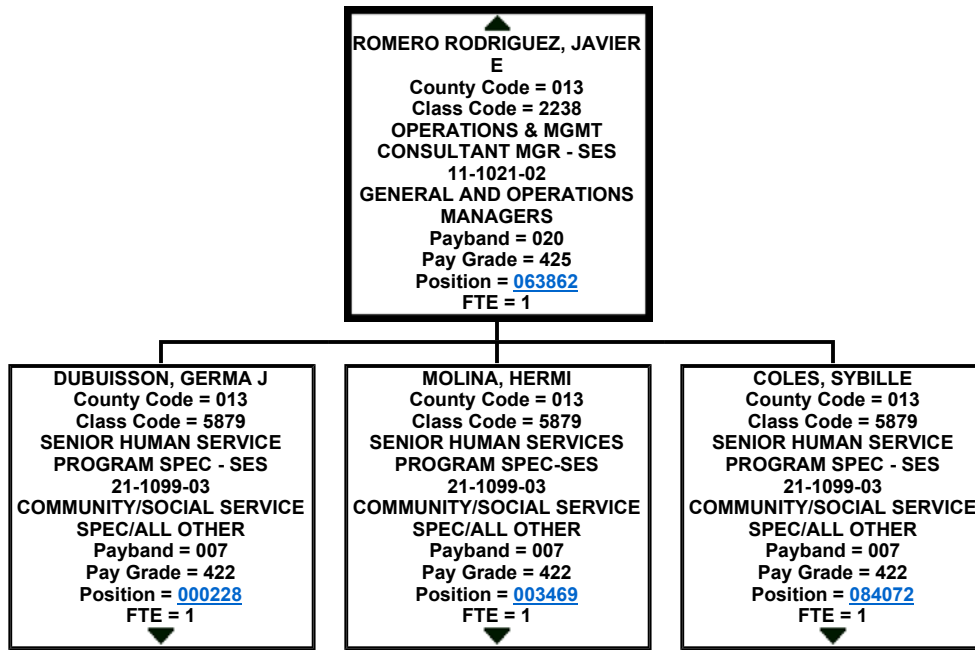 ROMERO RODRIGUEZ, JAVIER
E
County Code = 013
Class Code = 2238
OPERATIONS & MGMT
CONSULTANT MGR - SES
11-1021-02
GENERAL AND OPERATIONS
MANAGERS
Payband = 020
Pay Grade = 425
Position = 063862
FTE = 1
DUBUISSON, GERMA J
County Code = 013
Class Code = 5879
SENIOR HUMAN SERVICE
PROGRAM SPEC - SES
21-1099-03
COMMUNITY/SOCIAL SERVICE
SPEC/ALL OTHER
Payband = 007
Pay Grade = 422
Position = 000228
FTE = 1
MOLINA, HERMI
County Code = 013
Class Code = 5879
SENIOR HUMAN SERVICES
PROGRAM SPEC-SES
21-1099-03
COMMUNITY/SOCIAL SERVICE
SPEC/ALL OTHER
Payband = 007
Pay Grade = 422
Position = 003469
FTE = 1
COLES, SYBILLE
County Code = 013
Class Code = 5879
SENIOR HUMAN SERVICE
PROGRAM SPEC - SES
21-1099-03
COMMUNITY/SOCIAL SERVICE
SPEC/ALL OTHER
Payband = 007
Pay Grade = 422
Position = 084072
FTE = 1